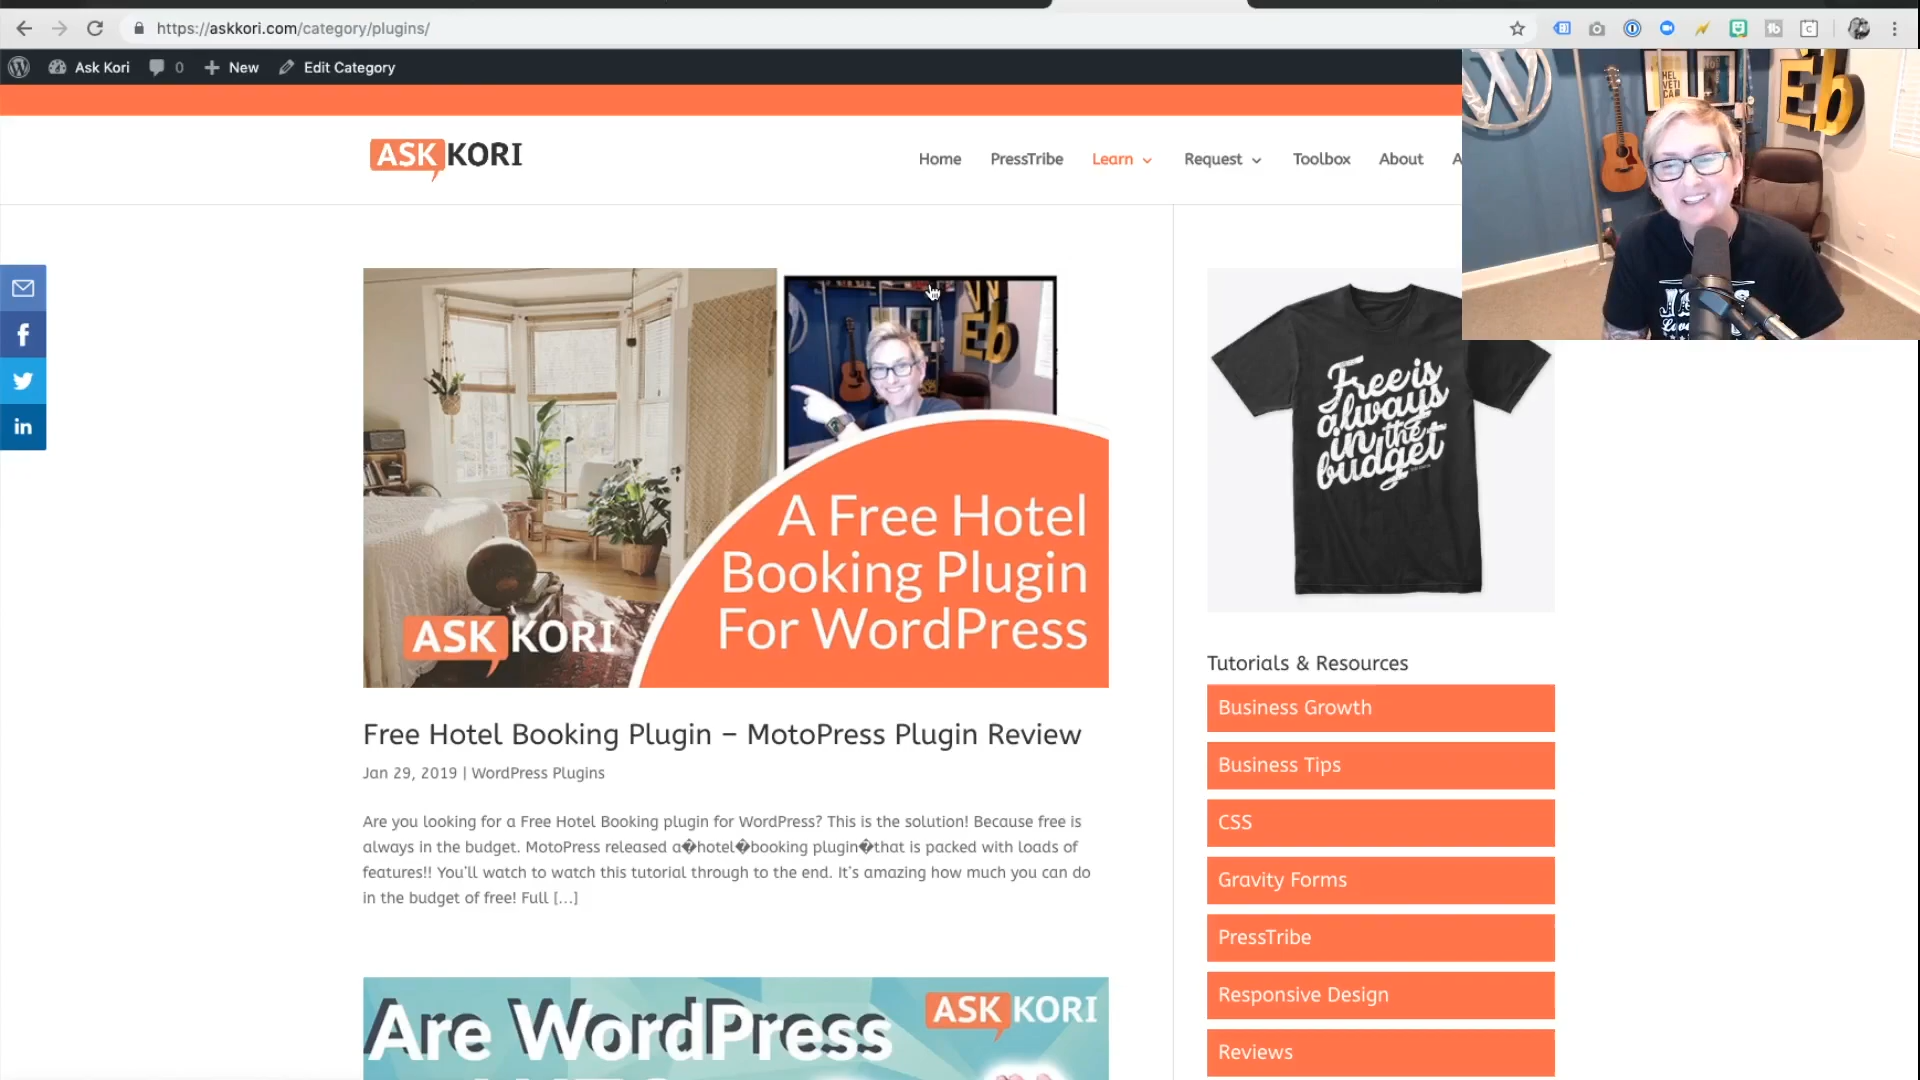 https://askkori.com/category/plugins/
Ask Kori 0 New Edit Category
ASK KORI
Home PressTribe Learn Request Toolbox About A
HEL
VETI
CA
Eb
Eb
Free is
always
in the
budget
A Free Hotel
Booking Plugin
For WordPress
ASK KORI
Free Hotel Booking Plugin – MotoPress Plugin Review
Jan 29, 2019 | WordPress Plugins
Are you looking for a Free Hotel Booking plugin for WordPress? This is the solution! Because free is
always in the budget. MotoPress released a�hotel�booking plugin�that is packed with loads of
features!! You'll watch to watch this tutorial through to the end. It's amazing how much you can do
in the budget of free! Full [...]
Are WordPress
ASK KORI
Tutorials & Resources
Business Growth
Business Tips
CSS
Gravity Forms
PressTribe
Responsive Design
Reviews